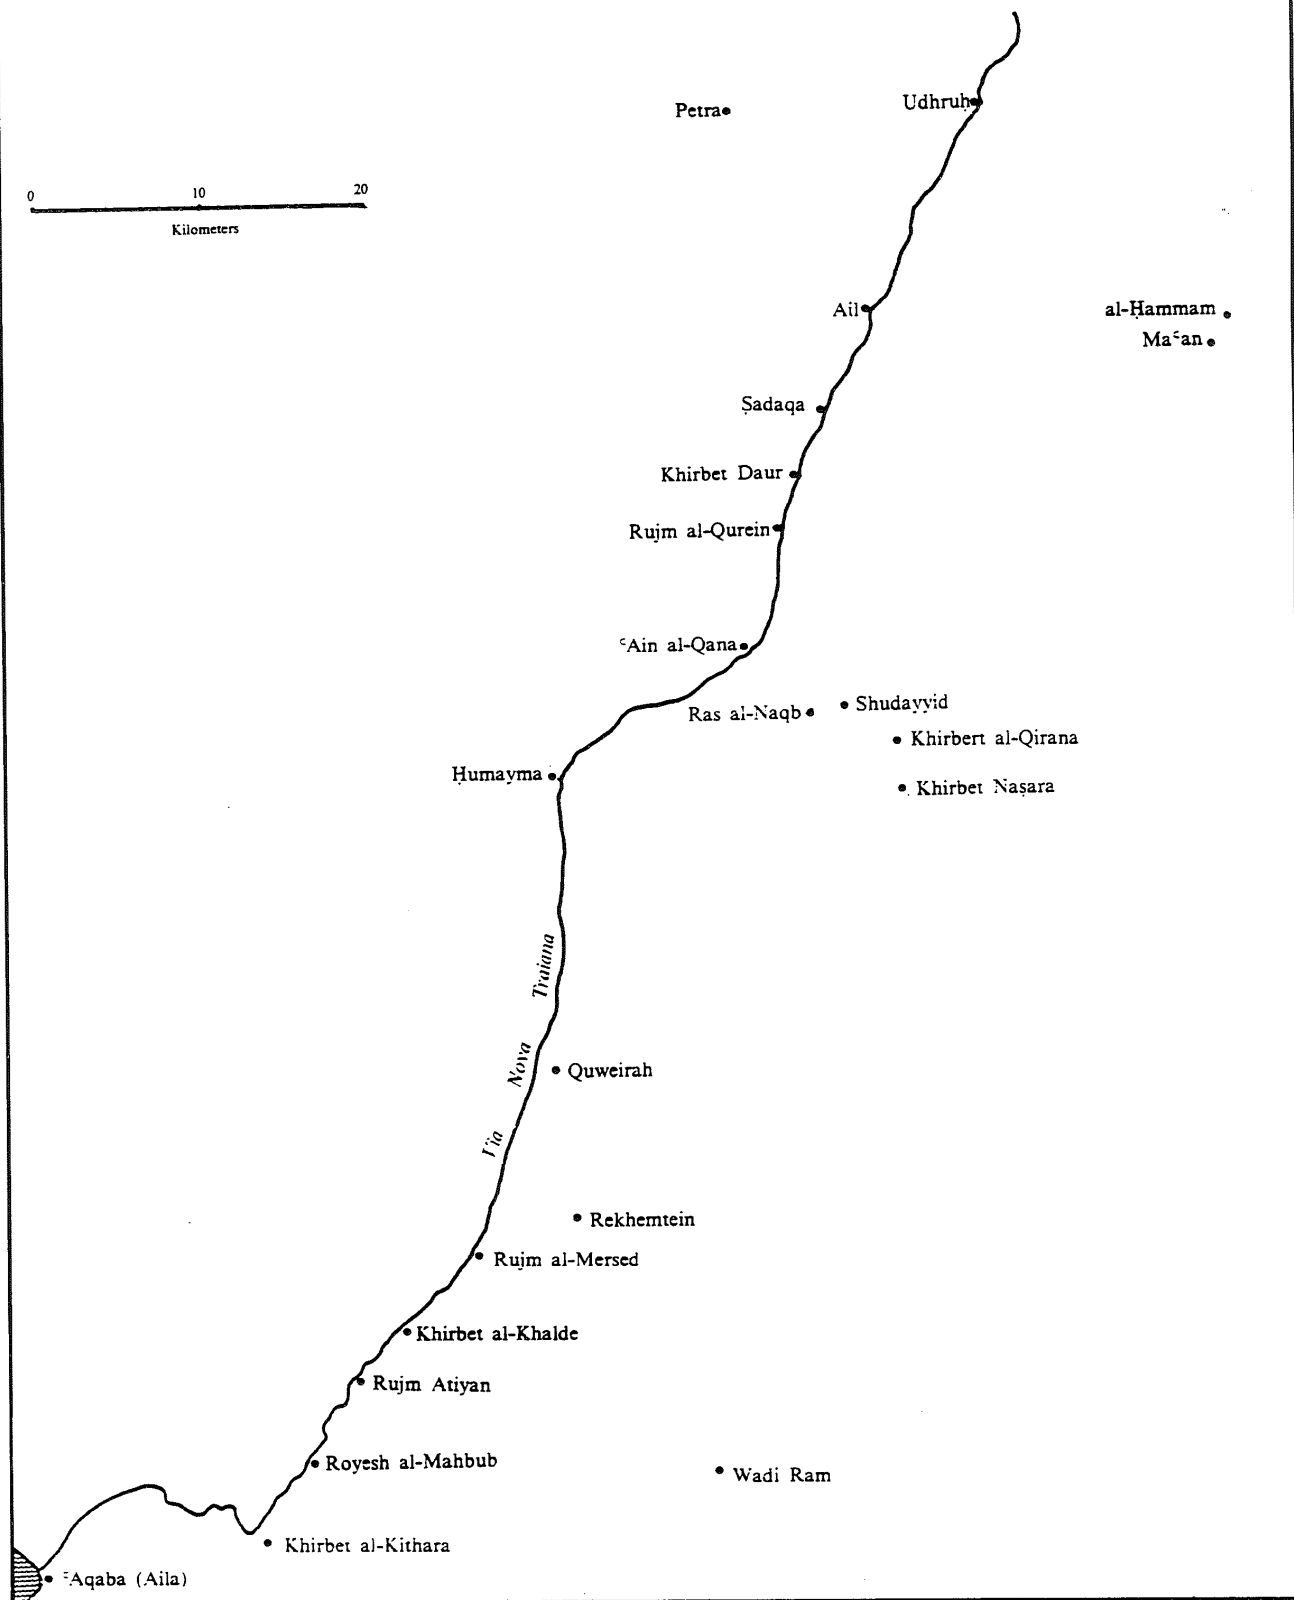 Petra
Udhruḥ
0 10 20
Kilometers
Ail
al-Ḥammam
Maʿan
Ṣadaqa
Khirbet Daur
Rujm al-Qurein
ʿAin al-Qana
Ras al-Naqb
Shudayyid
Khirbert al-Qirana
Ḥumayma
Khirbet Naṣara
Via Nova Traiana
Quweirah
Rekhemtein
Rujm al-Mersed
Khirbet al-Khalde
Rujm Atiyan
Royesh al-Mahbub
Wadi Ram
Khirbet al-Kithara
ʿAqaba (Aila)